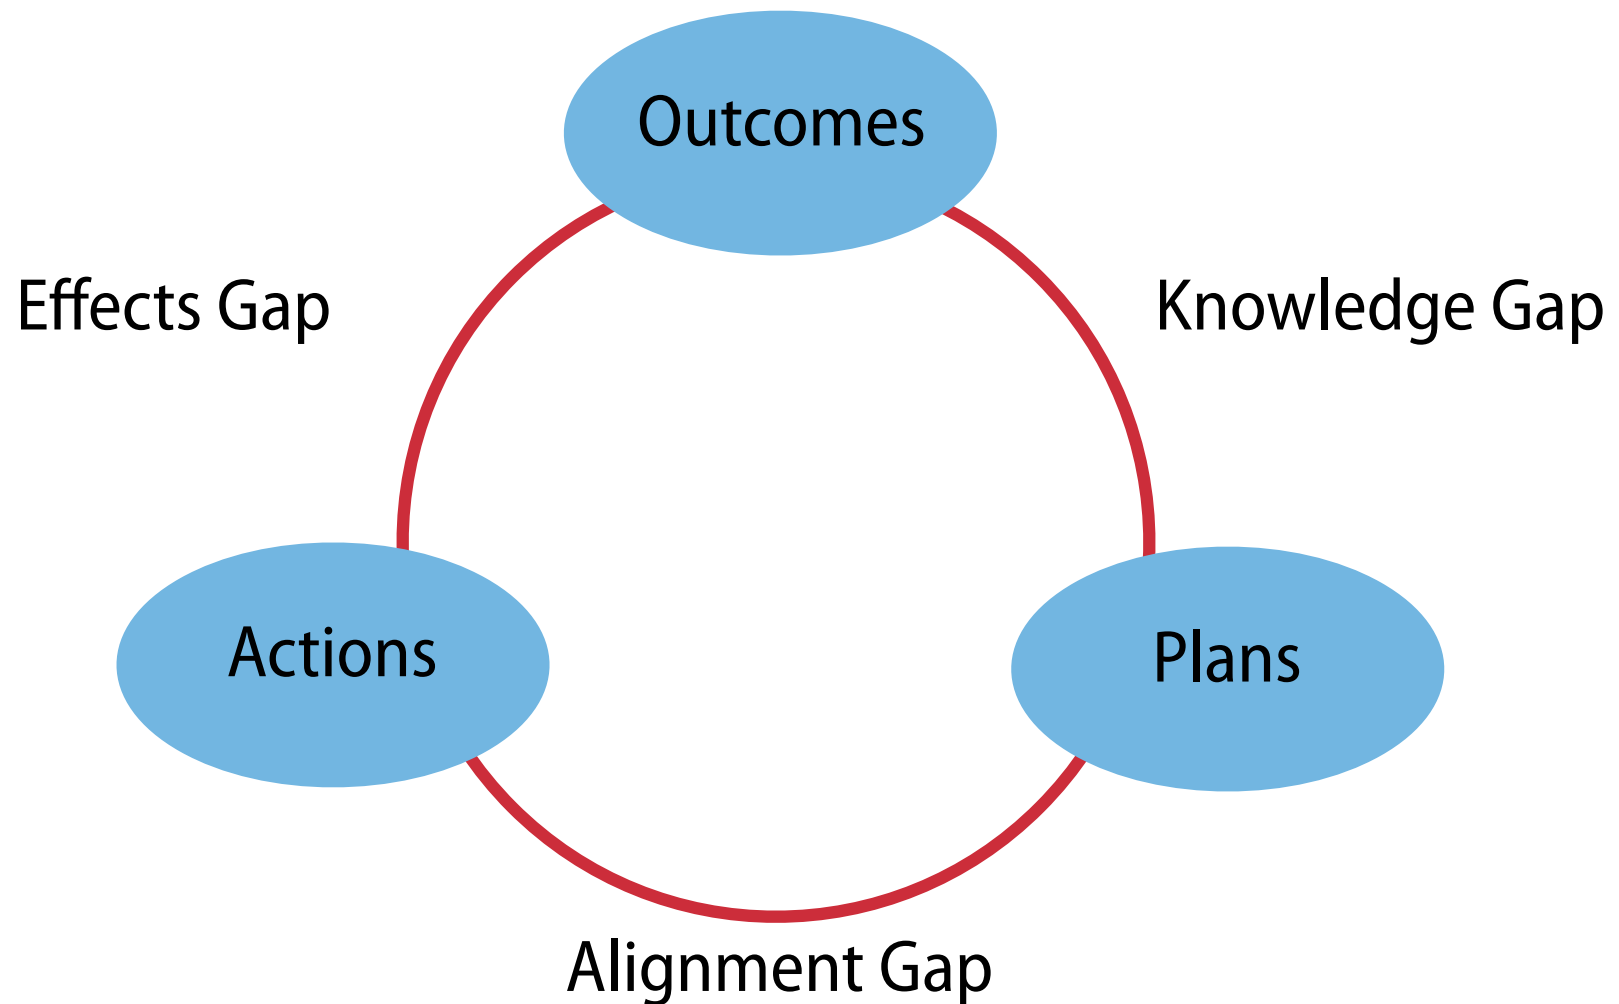 Outcomes
Effects Gap
Knowledge Gap
Actions
Plans
Alignment Gap